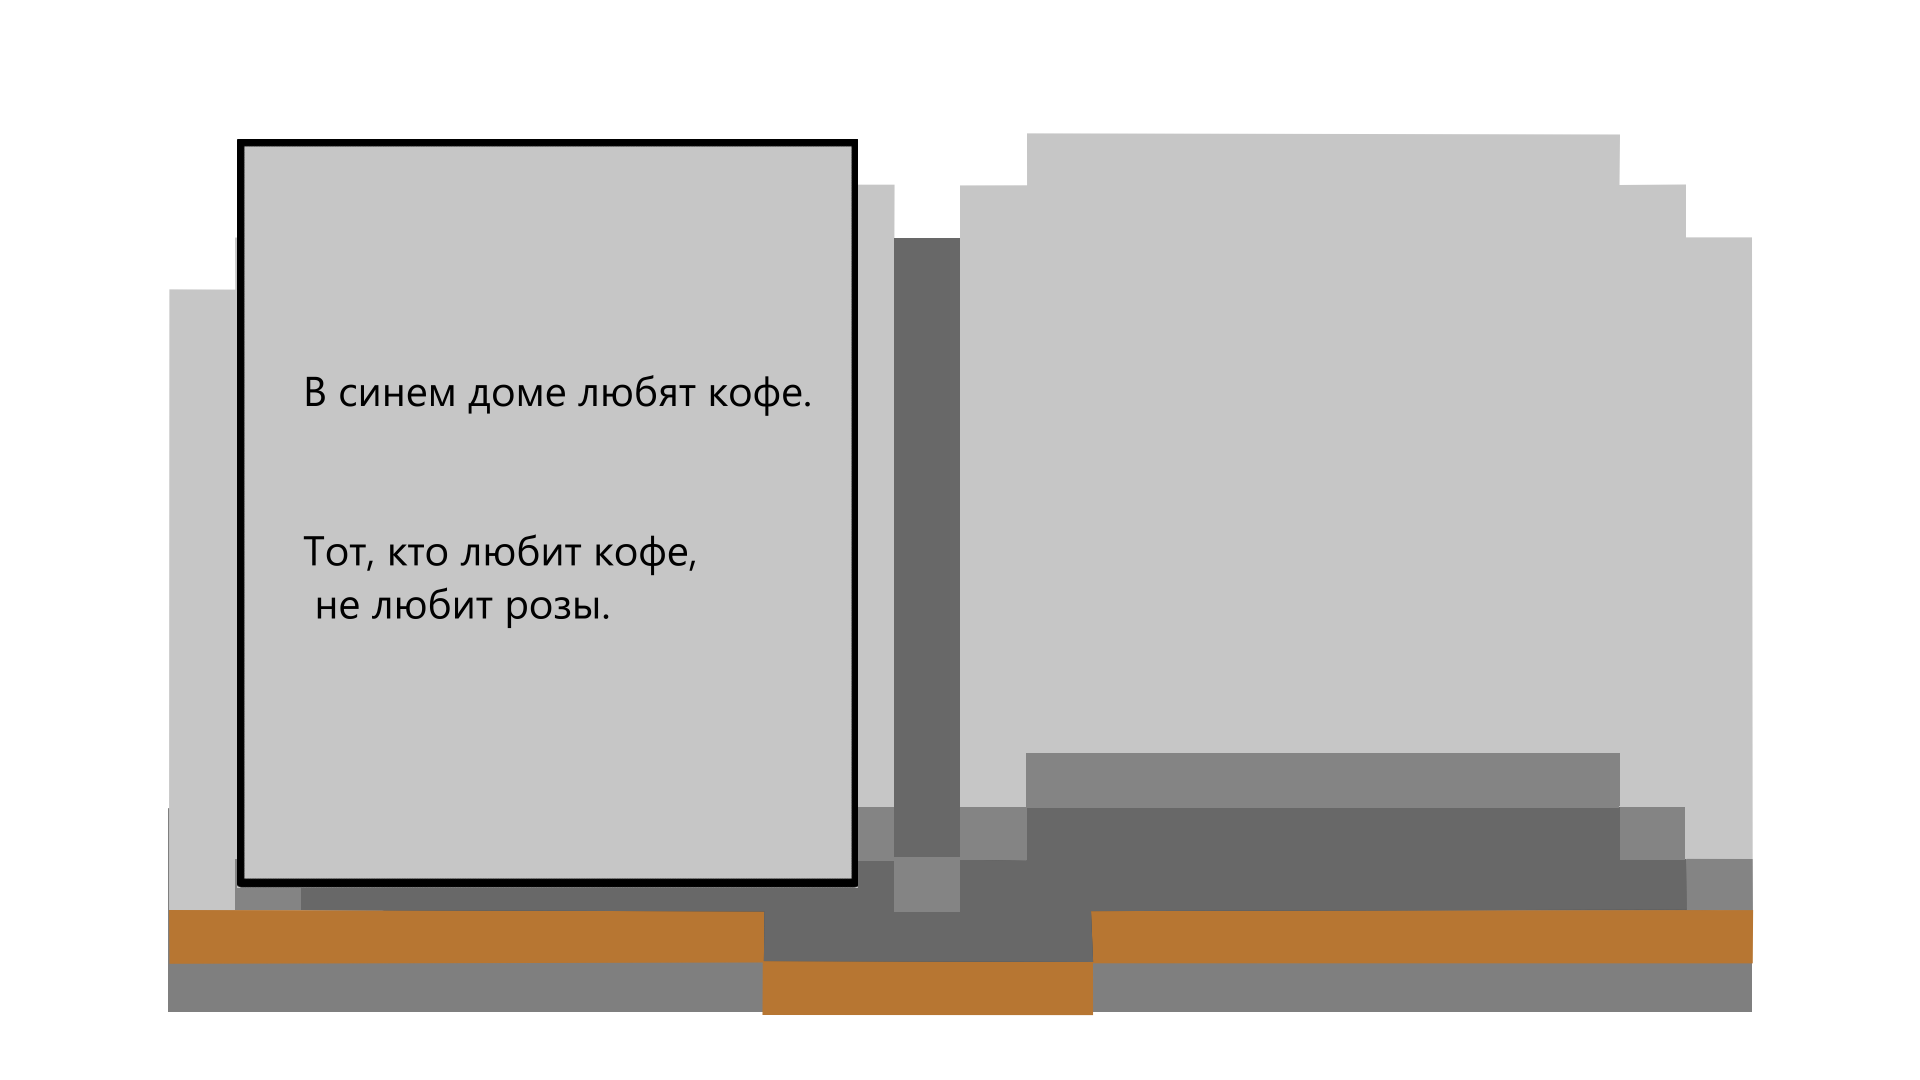 В синем доме любят кофе.
Тот, кто любит кофе,
не любит розы.